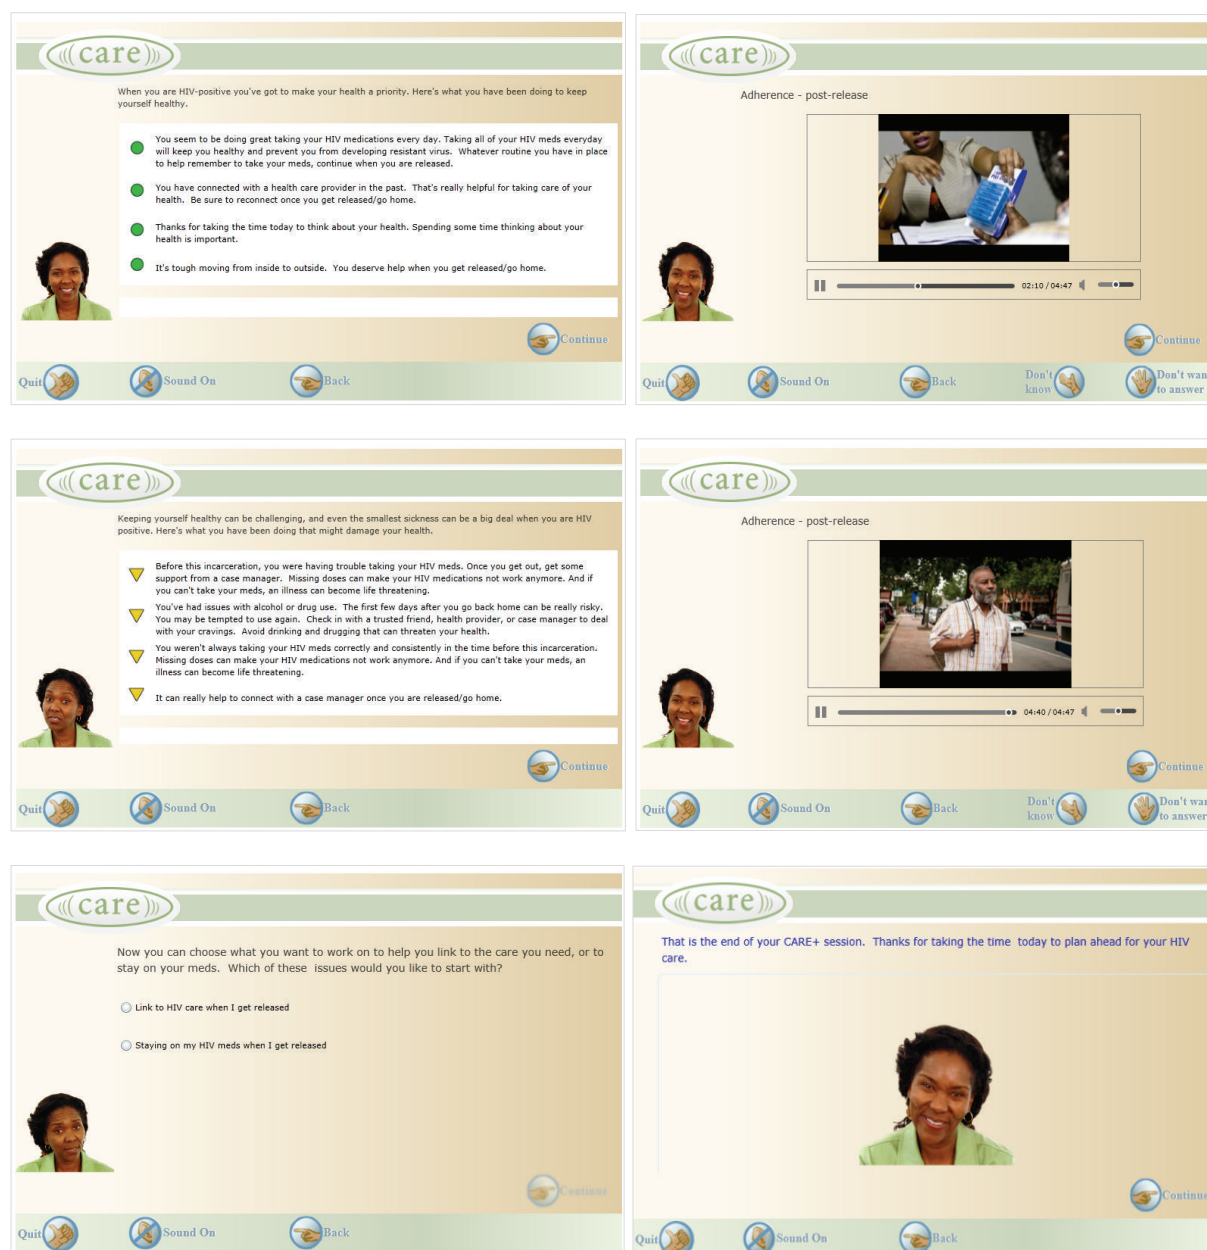 care
When you are HIV-positive you've got to make your health a priority. Here's what you have been doing to keep
yourself healthy.
You seem to be doing great taking your HIV medications every day. Taking all of your HIV meds everyday
will keep you healthy and prevent you from developing resistant virus. Whatever routine you have in place
to help remember to take your meds, continue when you are released.
You have connected with a health care provider in the past. That's really helpful for taking care of your
health. Be sure to reconnect once you get released/go home.
Thanks for taking the time today to think about your health. Spending some time thinking about your
health is important.
It's tough moving from inside to outside. You deserve help when you get released/go home.
Continue
Quit
Sound On
Back
care
Adherence - post-release
02:10 / 04:47
Continue
Quit
Sound On
Back
Don't
know
Don't wan
to answer
care
Keeping yourself healthy can be challenging, and even the smallest sickness can be a big deal when you are HIV
positive. Here's what you have been doing that might damage your health.
Before this incarceration, you were having trouble taking your HIV meds. Once you get out, get some
support from a case manager. Missing doses can make your HIV medications not work anymore. And if
you can't take your meds, an illness can become life threatening.
You've had issues with alcohol or drug use. The first few days after you go back home can be really risky.
You may be tempted to use again. Check in with a trusted friend, health provider, or case manager to deal
with your cravings. Avoid drinking and drugging that can threaten your health.
You weren't always taking your HIV meds correctly and consistently in the time before this incarceration.
Missing doses can make your HIV medications not work anymore. And if you can't take your meds, an
illness can become life threatening.
It can really help to connect with a case manager once you are released/go home.
Continue
Quit
Sound On
Back
care
Adherence - post-release
04:40 / 04:47
Continue
Quit
Sound On
Back
Don't
know
Don't wan
to answer
care
Now you can choose what you want to work on to help you link to the care you need, or to
stay on your meds. Which of these issues would you like to start with?
Link to HIV care when I get released
Staying on my HIV meds when I get released
Continue
Quit
Sound On
Back
care
That is the end of your CARE+ session. Thanks for taking the time today to plan ahead for your HIV
care.
Continue
Quit
Sound On
Back